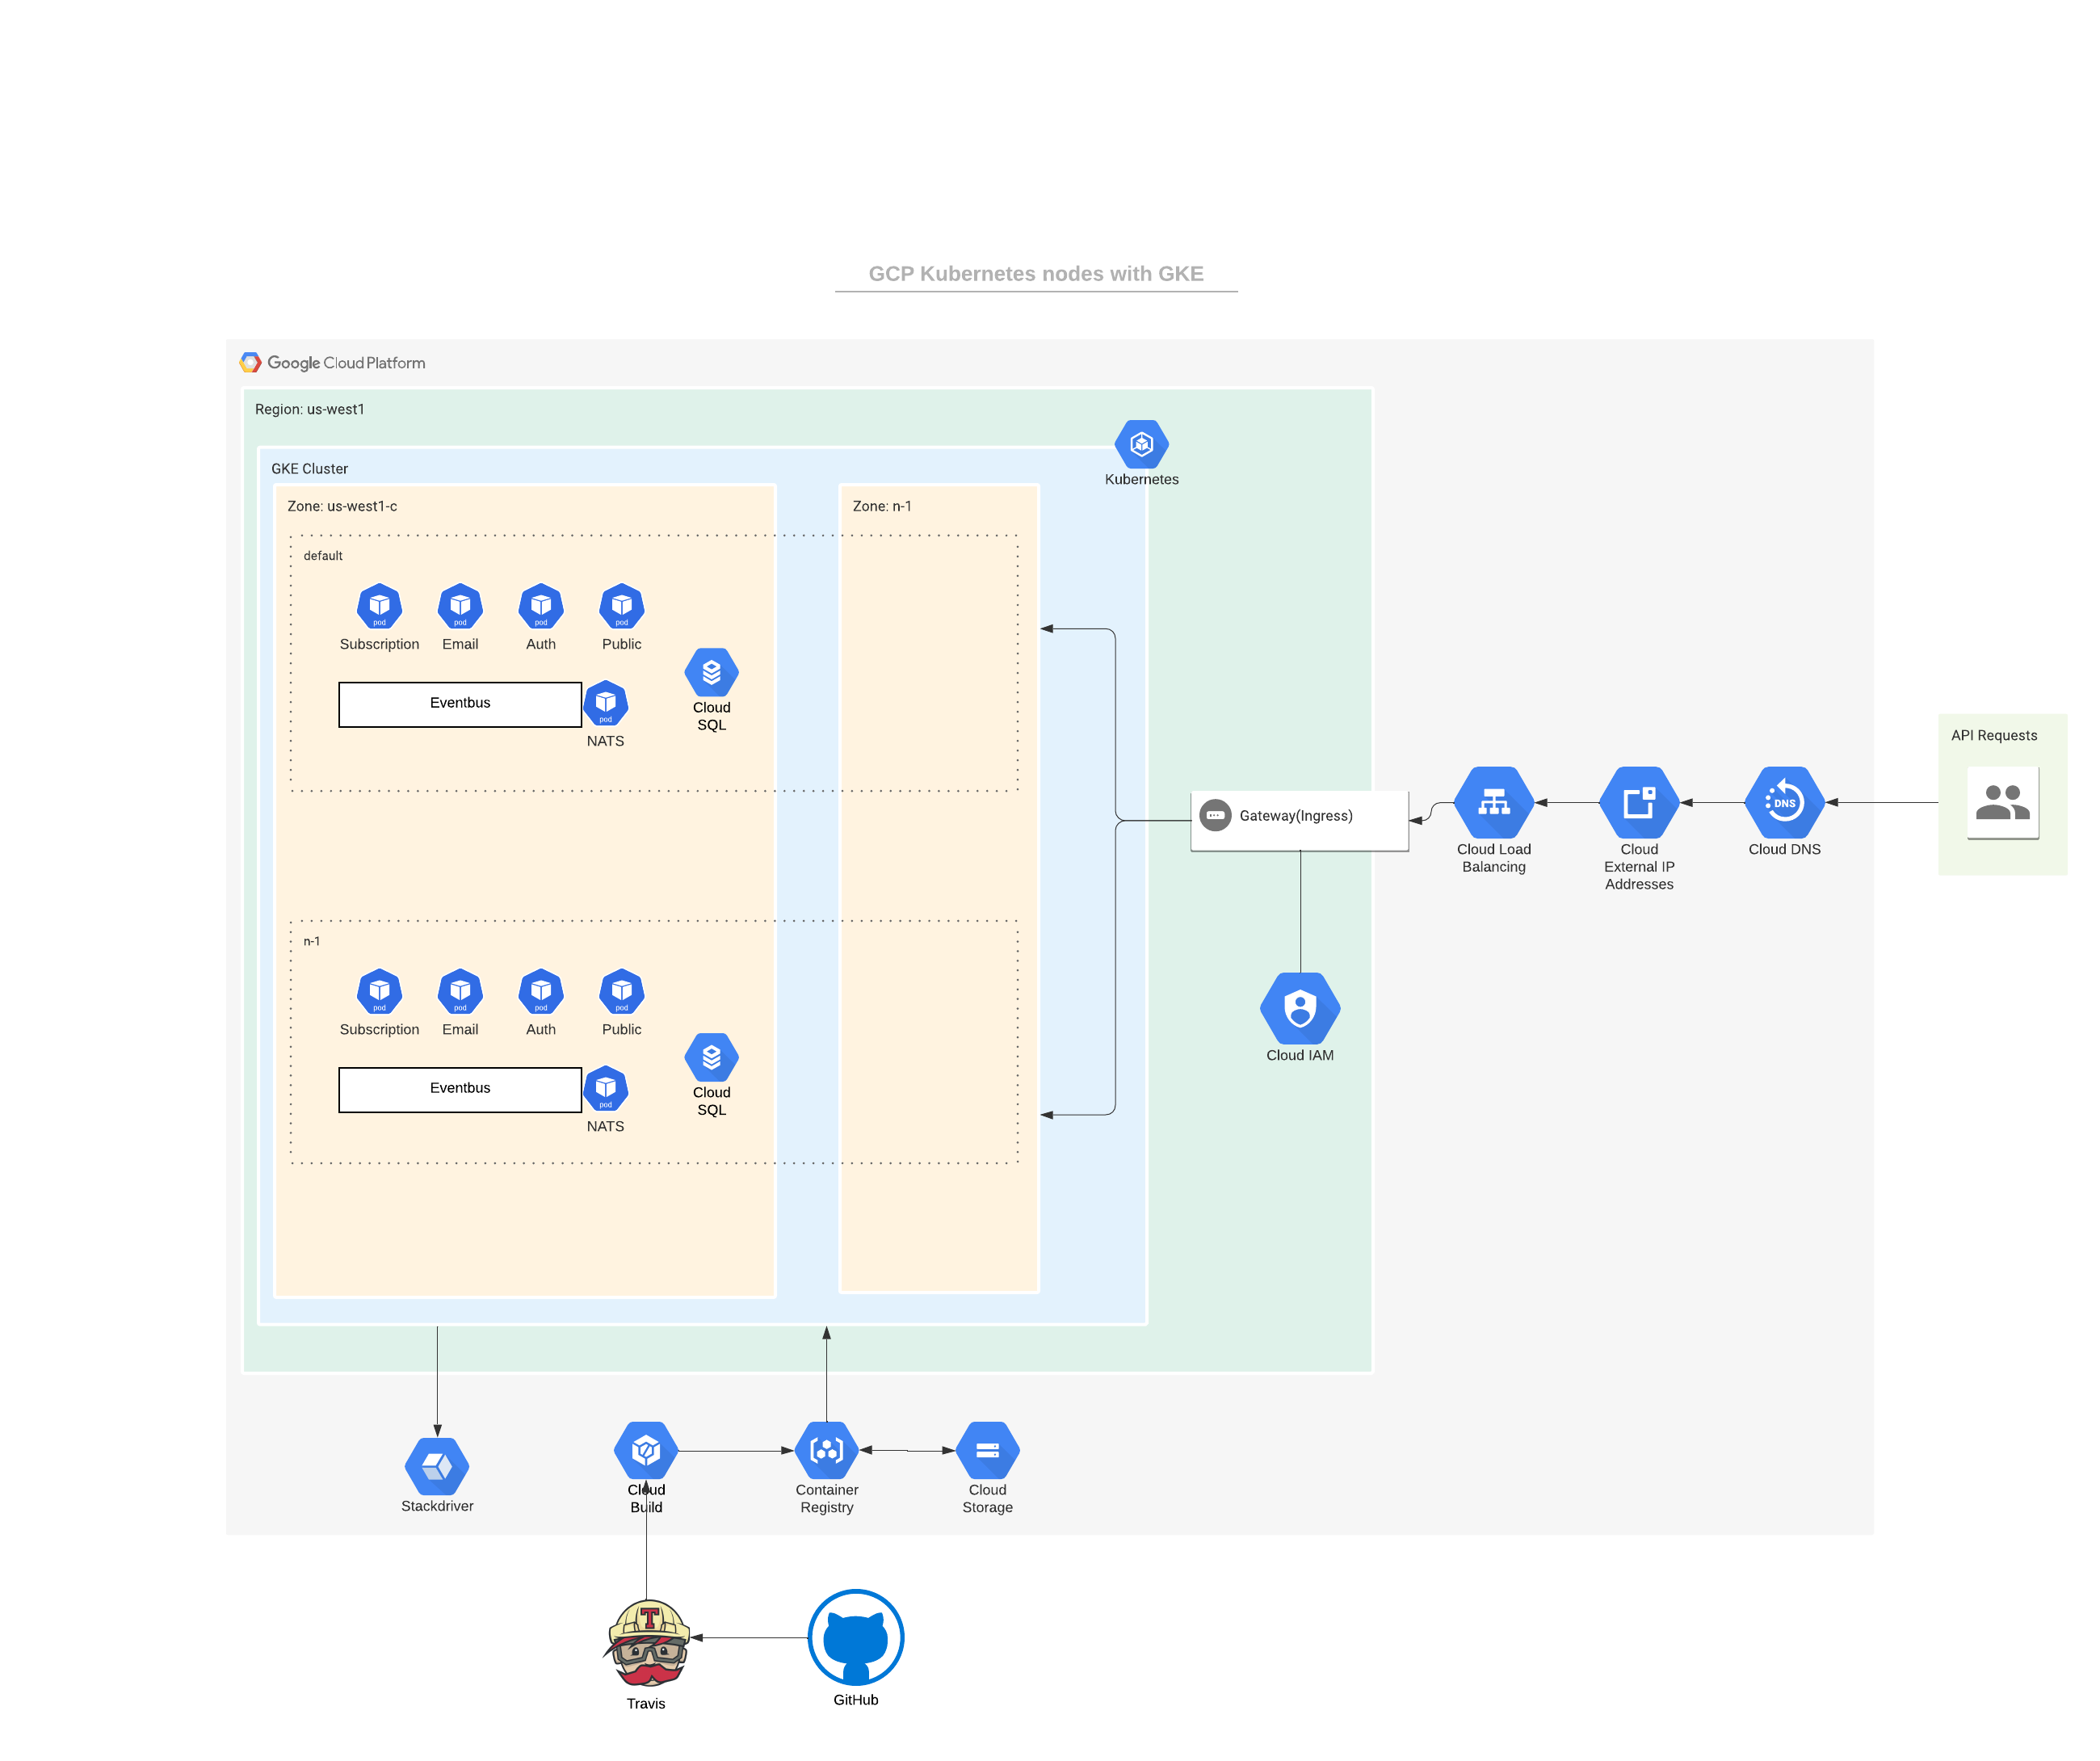 GCP Kubernetes nodes with GKE
Google Cloud Platform
Region: us-west1
Kubernetes
GKE Cluster
Zone: us-west1-c
Zone: n-1
default
pod
pod
pod
pod
Subscription
Email
Auth
Public
Eventbus
pod
NATS
Cloud
SQL
API Requests
Gateway(Ingress)
Cloud Load
Balancing
Cloud
External IP
Addresses
DNS
Cloud DNS
n-1
pod
pod
pod
pod
Subscription
Email
Auth
Public
Eventbus
pod
NATS
Cloud
SQL
Cloud IAM
Stackdriver
Cloud
Build
Container
Registry
Cloud
Storage
T
Travis
GitHub